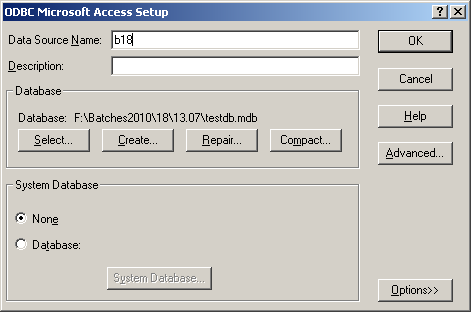 ODBC Microsoft Access Setup
Data Source Name: b18
OK
Description:
Cancel
Database
Database: F:\Batches2010\18\13.07\testdb.mdb
Help
Select... Create... Repair... Compact...
Advanced...
System Database
None
Database:
System Database...
Options>>